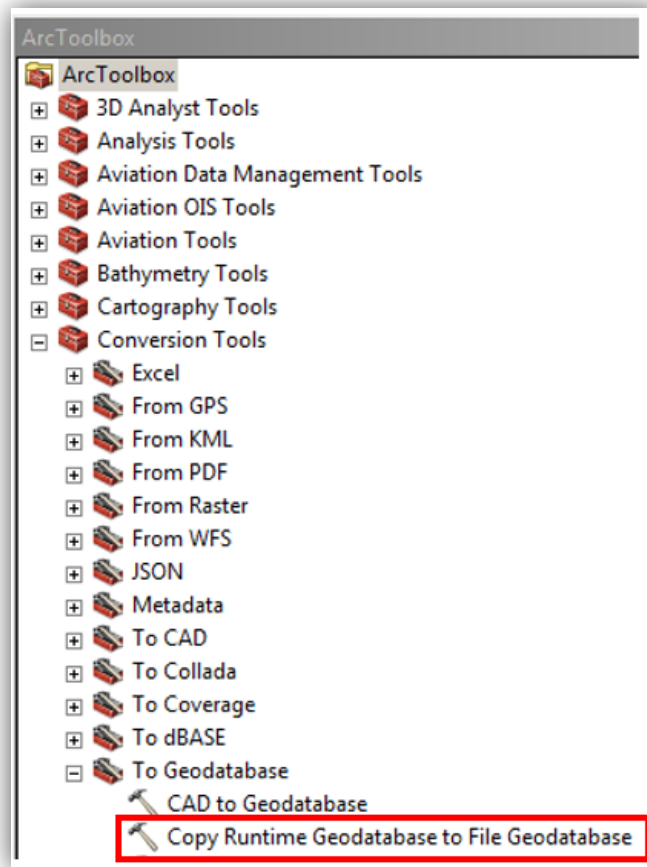 ArcToolbox
ArcToolbox
3D Analyst Tools
Analysis Tools
Aviation Data Management Tools
Aviation OIS Tools
Aviation Tools
Bathymetry Tools
Cartography Tools
Conversion Tools
Excel
From GPS
From KML
From PDF
From Raster
From WFS
JSON
Metadata
To CAD
To Collada
To Coverage
To dBASE
To Geodatabase
CAD to Geodatabase
Copy Runtime Geodatabase to File Geodatabase